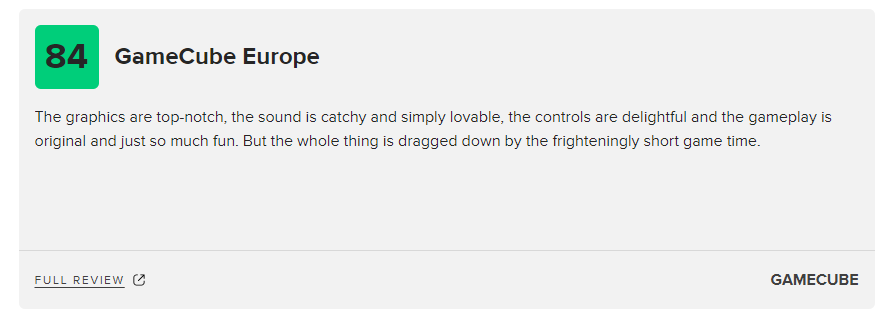 84
GameCube Europe
The graphics are top-notch, the sound is catchy and simply lovable, the controls are delightful and the gameplay is
original and just so much fun. But the whole thing is dragged down by the frighteningly short game time.
FULL REVIEW
GAMECUBE